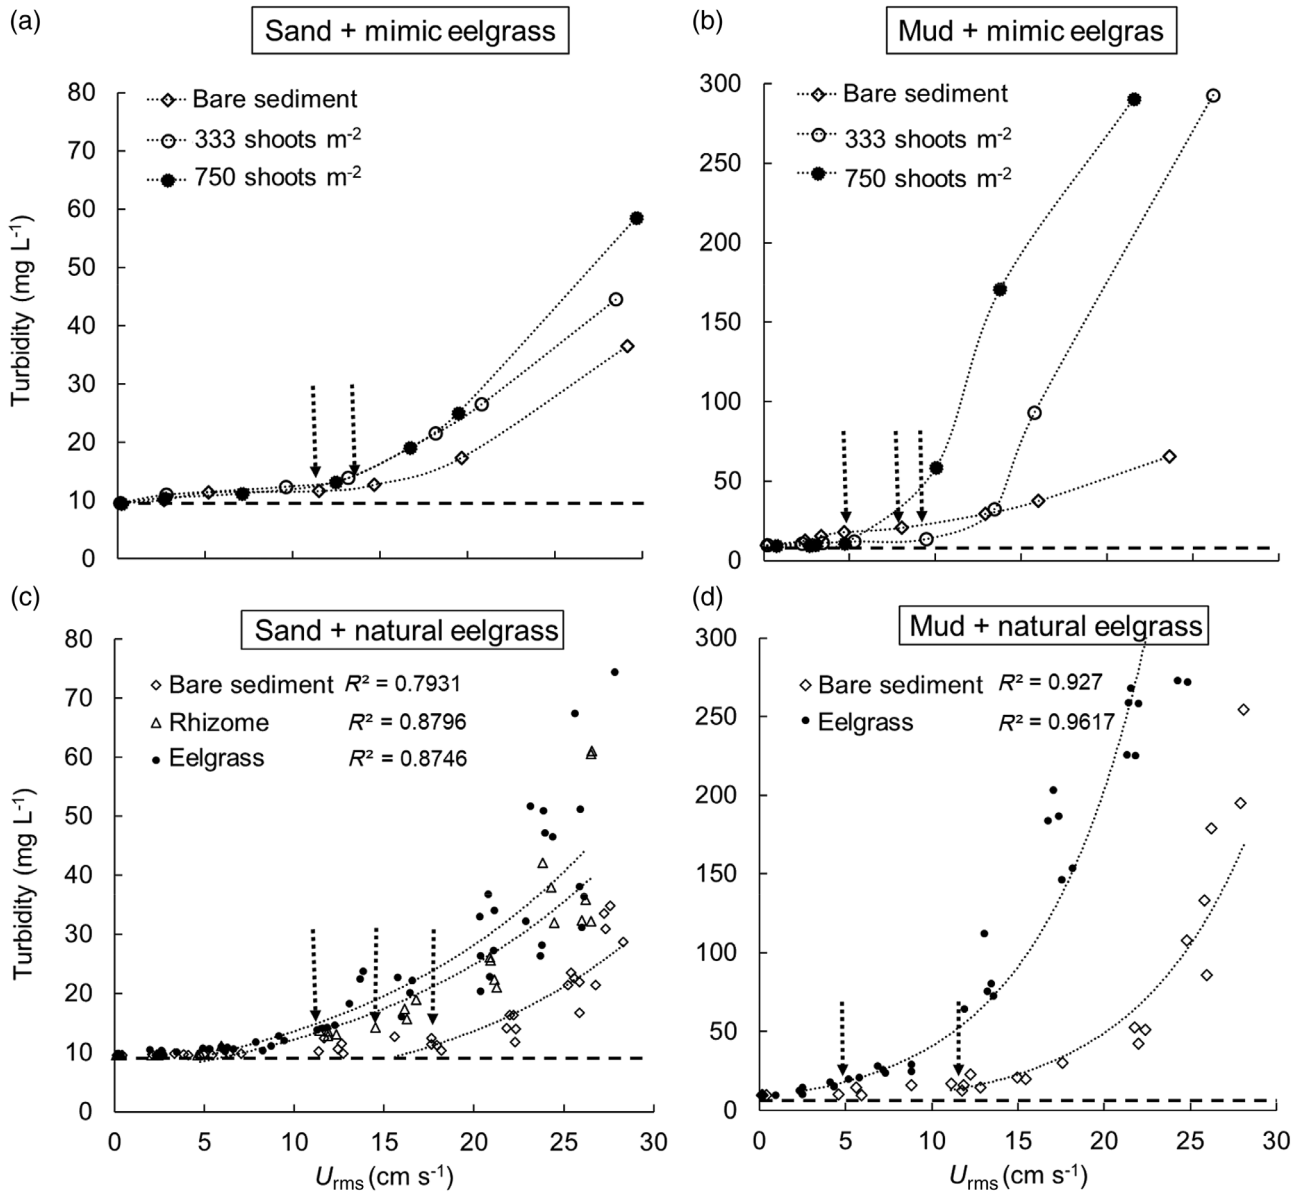 (a)
Sand + mimic eelgrass
80
70
60
50
40
30
20
10
0
Turbidity (mg L-1)
Bare sediment
333 shoots m-2
750 shoots m-2
(b)
Mud + mimic eelgras
300
250
200
150
100
50
0
Bare sediment
333 shoots m-2
750 shoots m-2
(c)
Sand + natural eelgrass
80
70
60
50
40
30
20
10
0
Turbidity (mg L-1)
Bare sediment R² = 0.7931
Rhizome R² = 0.8796
Eelgrass R² = 0.8746
0 5 10 15 20 25 30
Urms (cm s-1)
(d)
Mud + natural eelgrass
300
250
200
150
100
50
0
Bare sediment R² = 0.927
Eelgrass R² = 0.9617
0 5 10 15 20 25 30
Urms (cm s-1)